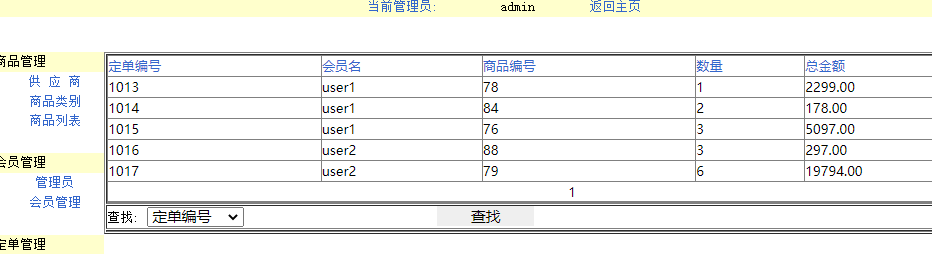 当前管理员: admin 返回主页
商品管理
供 应 商
商品类别
商品列表
会员管理
管理员
会员管理
定单管理
定单编号 会员名 商品编号 数量 总金额
1013 user1 78 1 2299.00
1014 user1 84 2 178.00
1015 user1 76 3 5097.00
1016 user2 88 3 297.00
1017 user2 79 6 19794.00
1
查找: 定单编号 查找